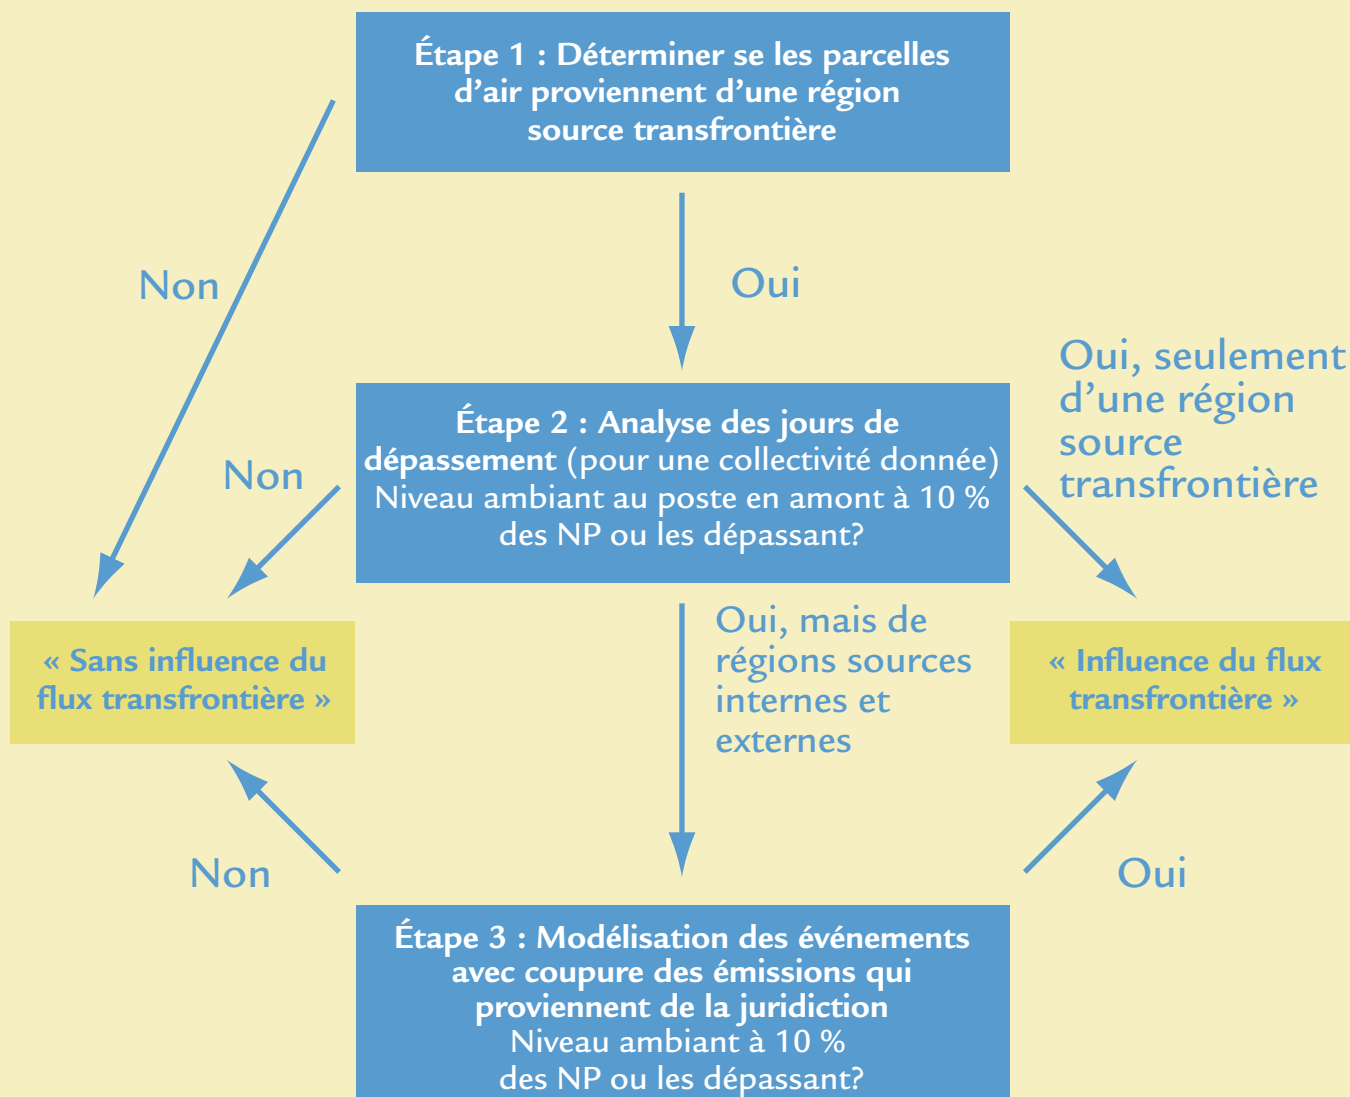 Étape 1 : Déterminer se les parcelles
d’air proviennent d’une région
source transfrontière
Non
Oui
Oui, seulement
d’une région
source
transfrontière
Étape 2 : Analyse des jours de
dépassement (pour une collectivité donnée)
Niveau ambiant au poste en amont à 10 %
des NP ou les dépassant?
Non
« Sans influence du
flux transfrontière »
Oui, mais de
régions sources
internes et
externes
« Influence du flux
transfrontière »
Non
Oui
Étape 3 : Modélisation des événements
avec coupure des émissions qui
proviennent de la juridiction
Niveau ambiant à 10 %
des NP ou les dépassant?